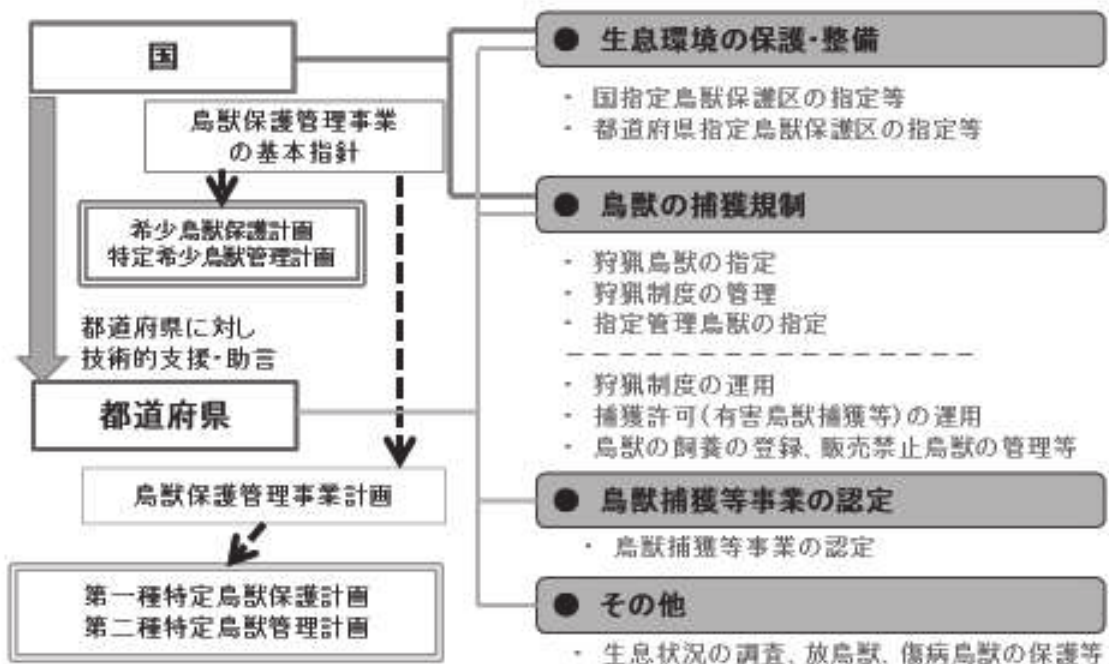 国
鳥獣保護管理事業
の基本指針
希少鳥獣保護計画
特定希少鳥獣管理計画
都道府県に対し
技術的支援・助言
都道府県
鳥獣保護管理事業計画
第一種特定鳥獣保護計画
第二種特定鳥獣管理計画
● 生息環境の保護・整備
・ 国指定鳥獣保護区の指定等
・ 都道府県指定鳥獣保護区の指定等
● 鳥獣の捕獲規制
・ 狩猟鳥獣の指定
・ 狩猟制度の管理
・ 指定管理鳥獣の指定
・ 狩猟制度の運用
・ 捕獲許可(有害鳥獣捕獲等)の運用
・ 鳥獣の飼養の登録、販売禁止鳥獣の管理等
● 鳥獣捕獲等事業の認定
・ 鳥獣捕獲等事業の認定
● その他
・ 生息状況の調査、放鳥獣、傷病鳥獣の保護等